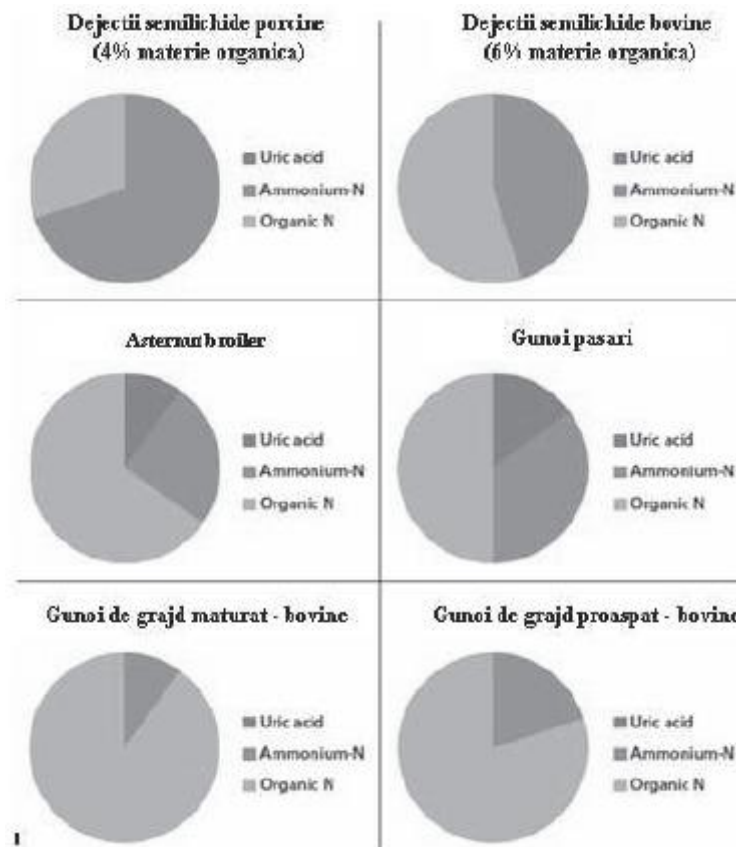 Dejectii semilichide porcine
(4% materie organica)
Uric acid
Ammonium-N
Organic N
Dejectii semilichide bovine
(6% materie organica)
Uric acid
Ammonium-N
Organic N
Asternut broiler
Uric acid
Ammonium-N
Organic N
Gunoi pasari
Uric acid
Ammonium-N
Organic N
Gunoi de grajd maturat - bovine
Uric acid
Ammonium-N
Organic N
Gunoi de grajd proaspat - bovine
Uric acid
Ammonium-N
Organic N